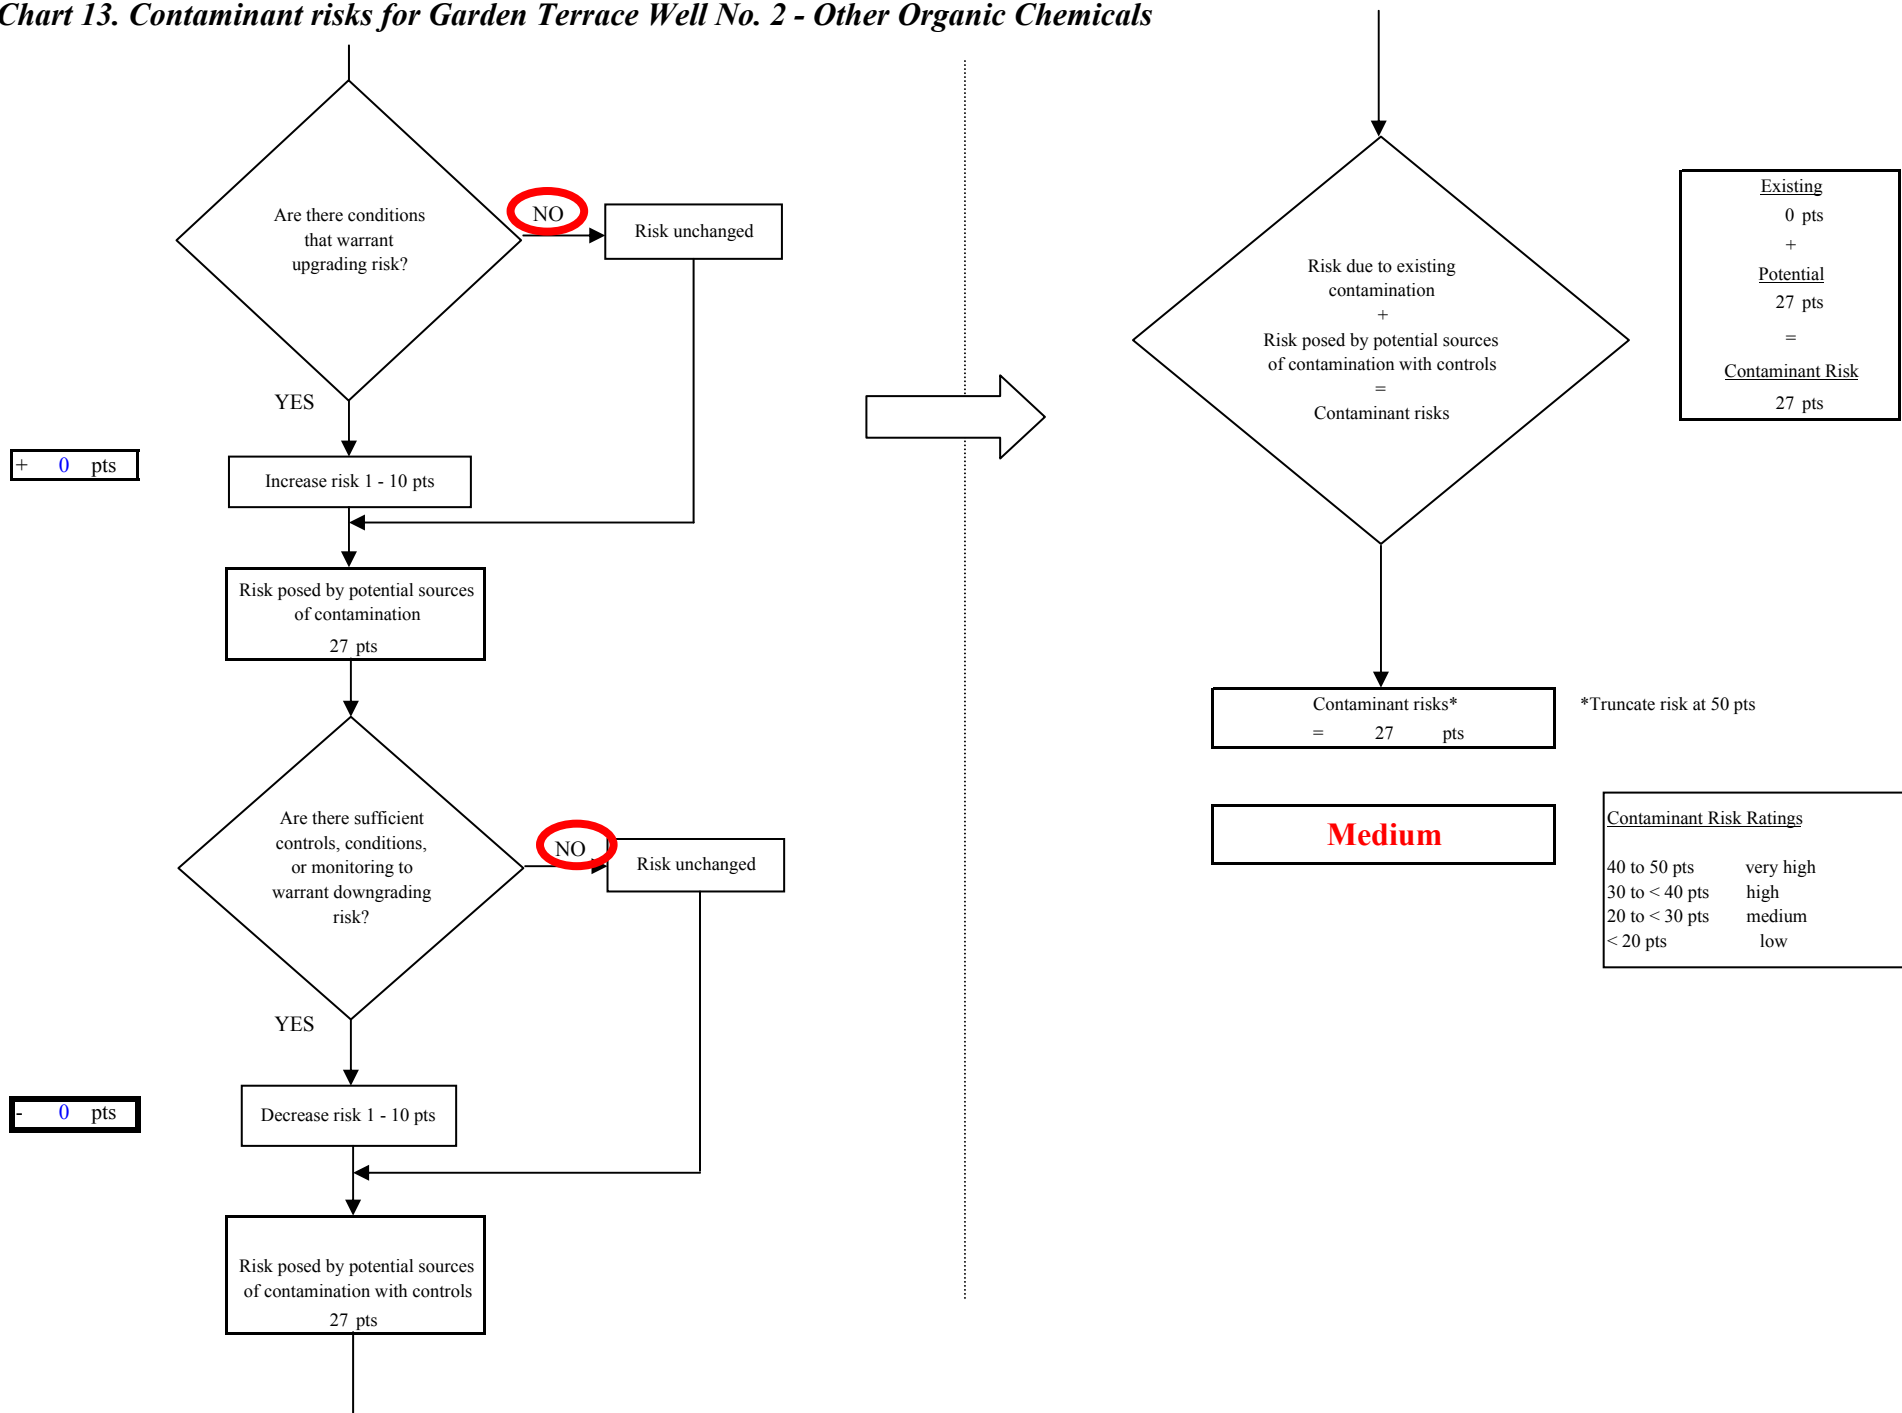 Chart 13. Contaminant risks for Garden Terrace Well No. 2 - Other Organic Chemicals
Are there conditions
that warrant
upgrading risk?
NO
Risk unchanged
YES
+ 0 pts
Increase risk 1 - 10 pts
Risk posed by potential sources
of contamination
27 pts
Are there sufficient
controls, conditions,
or monitoring to
warrant downgrading
risk?
NO
Risk unchanged
YES
- 0 pts
Decrease risk 1 - 10 pts
Risk posed by potential sources
of contamination with controls
27 pts
Risk due to existing
contamination
+
Risk posed by potential sources
of contamination with controls
=
Contaminant risks
Existing
0 pts
+
Potential
27 pts
=
Contaminant Risk
27 pts
Contaminant risks*
= 27 pts
*Truncate risk at 50 pts
Medium
Contaminant Risk Ratings
40 to 50 pts very high
30 to < 40 pts high
20 to < 30 pts medium
< 20 pts low